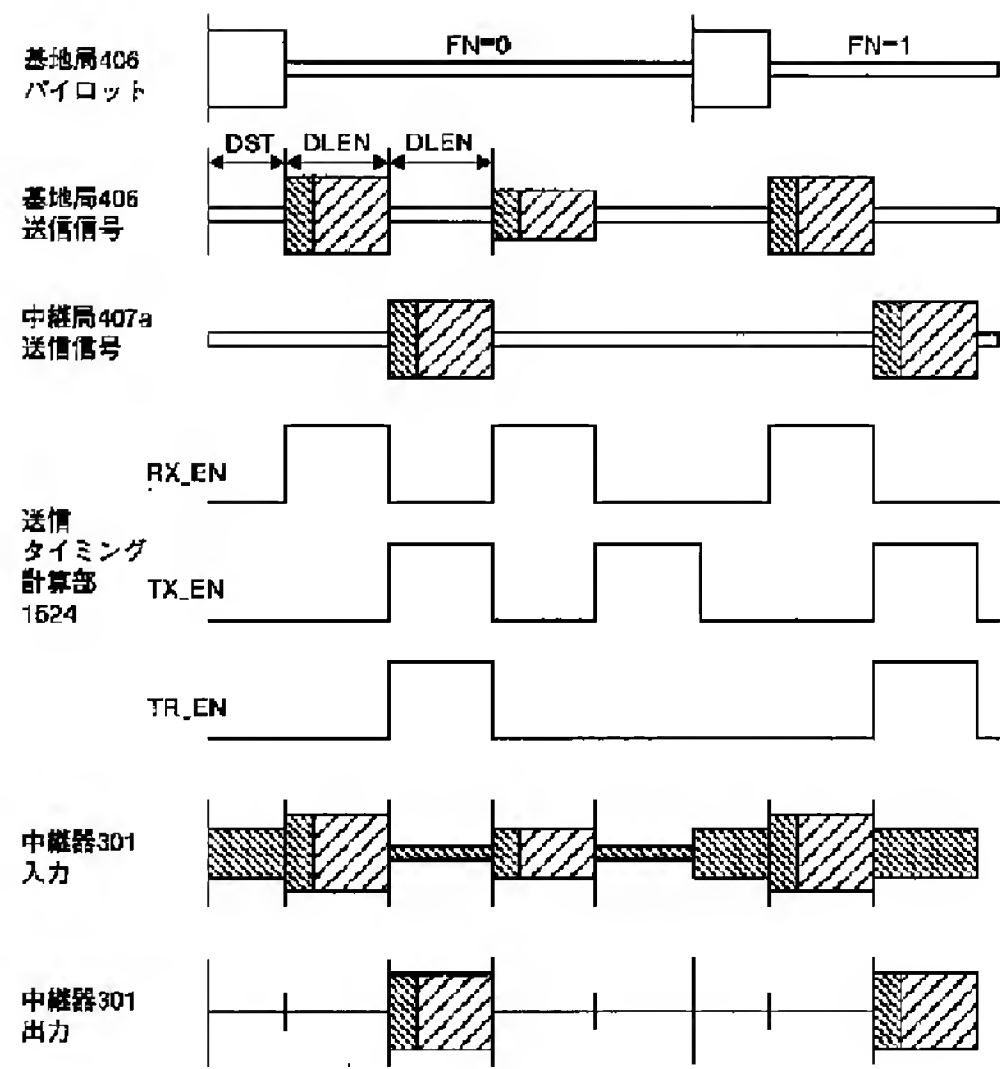 基地局406
パイロット
FN=0
FN=1
DST
DLEN
DLEN
基地局406
送信信号
中継局407a
送信信号
RX_EN
送信
タイミング
計算部
1524
TX_EN
TR_EN
中継器301
入力
中継器301
出力